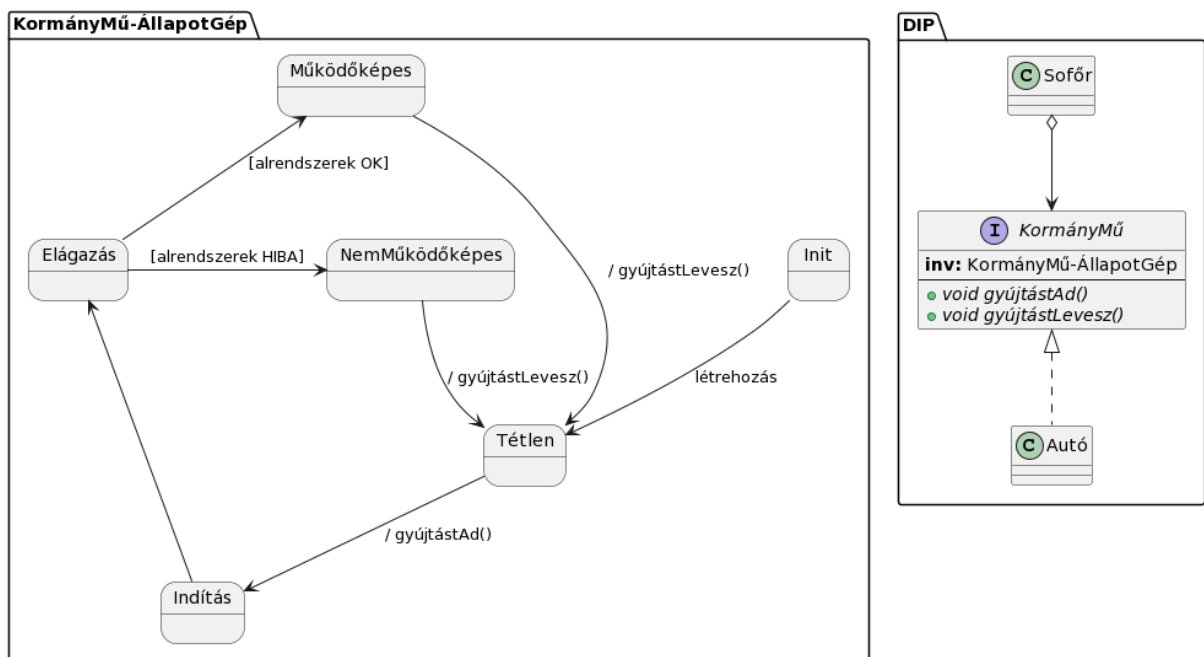 KormányMű-ÁllapotGép
Működőképes
[alrendszerek OK]
Elágazás
[alrendszerek HIBA]
NemMűködőképes
Init
/ gyújtástLevesz()
/ gyújtástLevesz()
létrehozás
Tétlen
/ gyújtástAd()
Indítás
DIP
C Sofőr
I KormányMű
inv: KormányMű-ÁllapotGép
void gyújtástAd()
void gyújtástLevesz()
C Autó